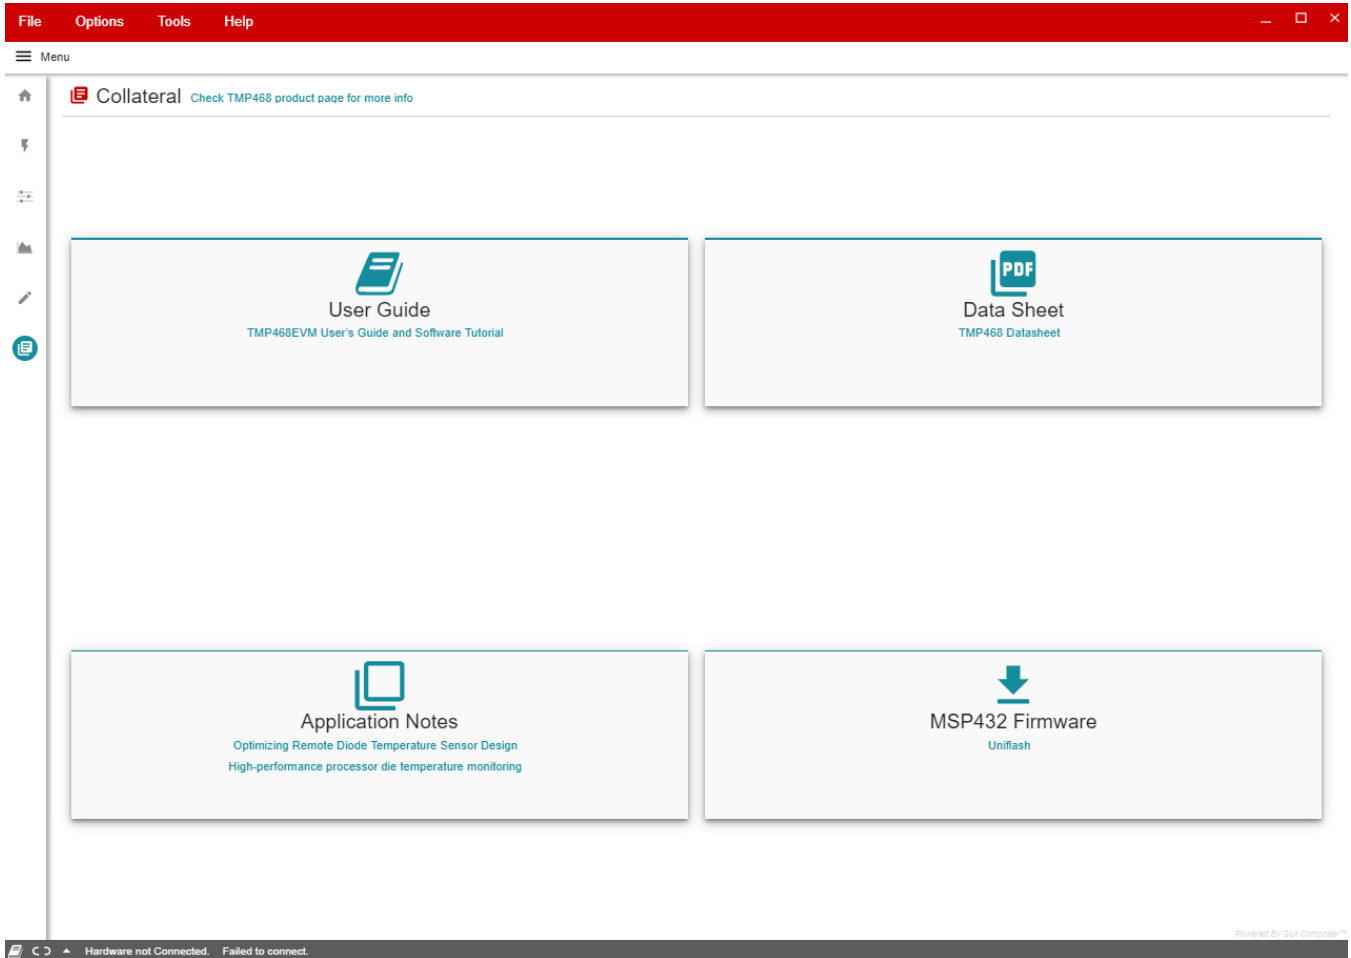 File Options Tools Help
Menu
Collateral Check TMP468 product page for more info
User Guide
TMP468EVM User's Guide and Software Tutorial
PDF
Data Sheet
TMP468 Datasheet
Application Notes
Optimizing Remote Diode Temperature Sensor Design
High-performance processor die temperature monitoring
MSP432 Firmware
Uniflash
Powered By GUI Composer™
Hardware not Connected. Failed to connect.